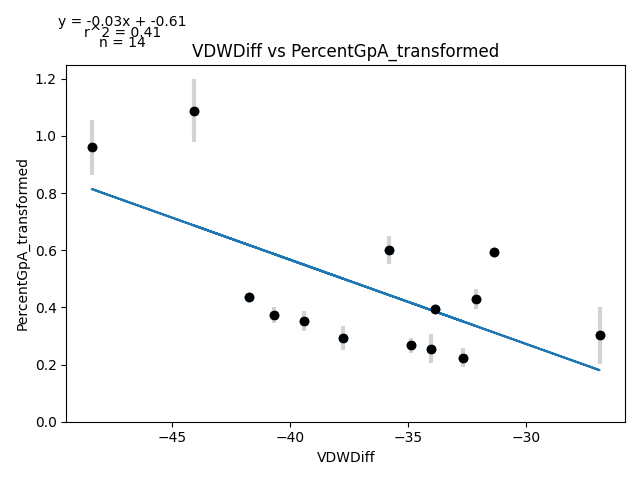 y = -0.03x + -0.61
r^2 = 0.41
n = 14
VDWDiff vs PercentGpA_transformed
1.2
1.0
0.8
0.6
0.4
0.2
0.0
PercentGpA_transformed
−45
−40
−35
−30
VDWDiff